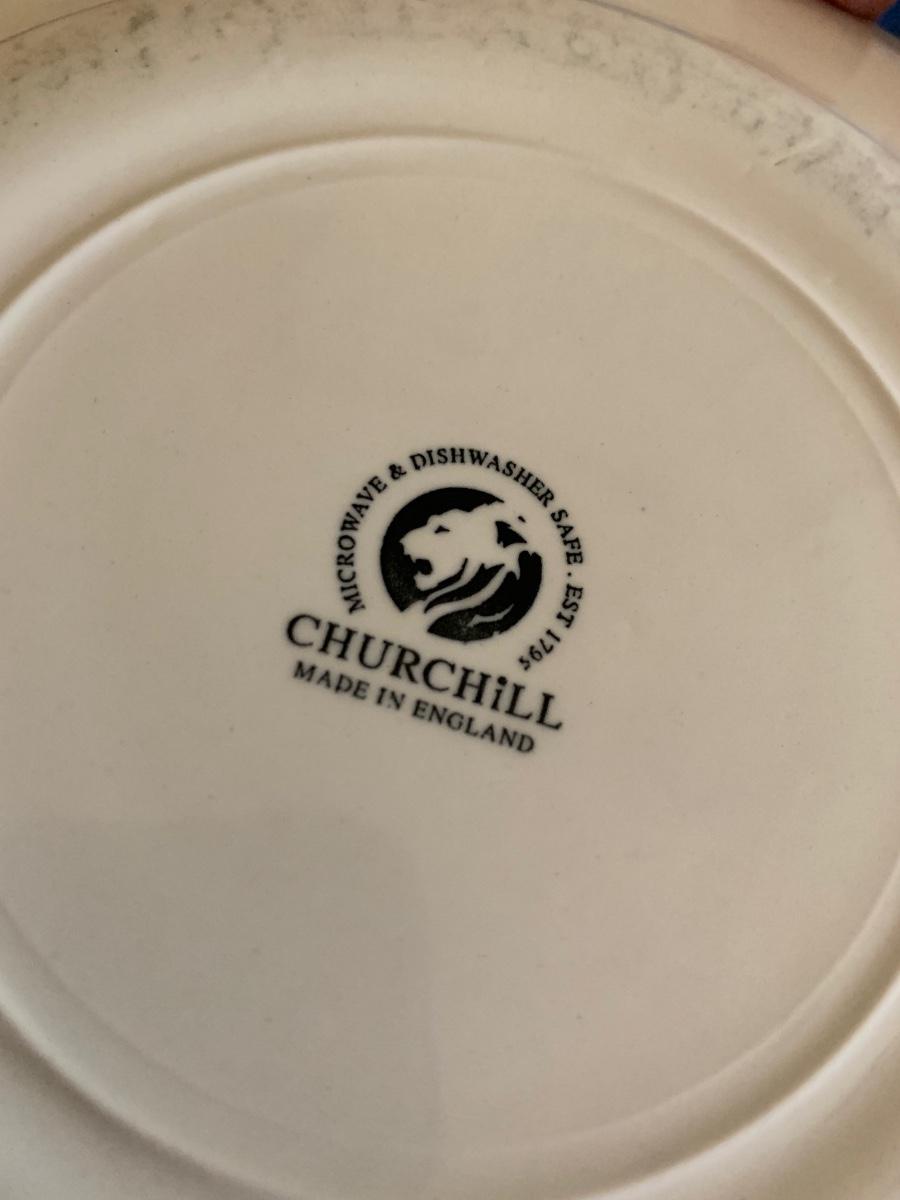 MICROWAVE & DISHWASHER SAFE . EST 1795
CHURCHiLL
MADE IN ENGLAND